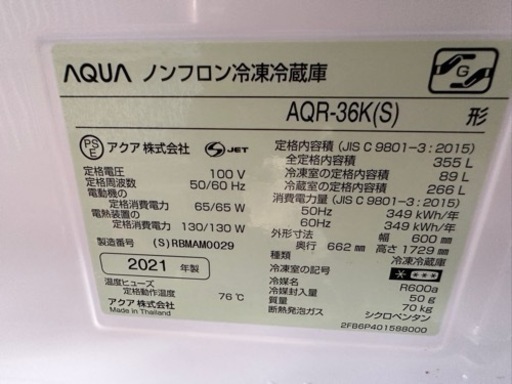 AQUA ノンフロン冷凍冷蔵庫
G
AQR-36K(S) 形
PS E アクア株式会社 S JET
定格電圧 100 V
定格周波数 50/60 Hz
電動機の
定格消費電力 65/65 W
電熱装置の
定格消費電力 130/130 W
製造番号 (S)RBMAM0029
2021 年製
温度ヒューズ
定格動作温度 76℃
アクア株式会社
Made in Thailand
定格内容積 (JIS C 9801-3 : 2015)
全定格内容積 355 L
冷凍室の定格内容積 89 L
冷蔵室の定格内容積 266 L
消費電力量 (JIS C 9801-3 : 2015)
50Hz 349 kWh/年
60Hz 349 kWh/年
外形寸法 幅 600 mm
奥行 662 mm 高さ 1729 mm
種類 冷凍冷蔵庫
冷凍室の記号
冷媒名 R600a
冷媒封入量 50 g
質量 70 kg
断熱発泡ガス シクロペンタン
2FB6P401598000